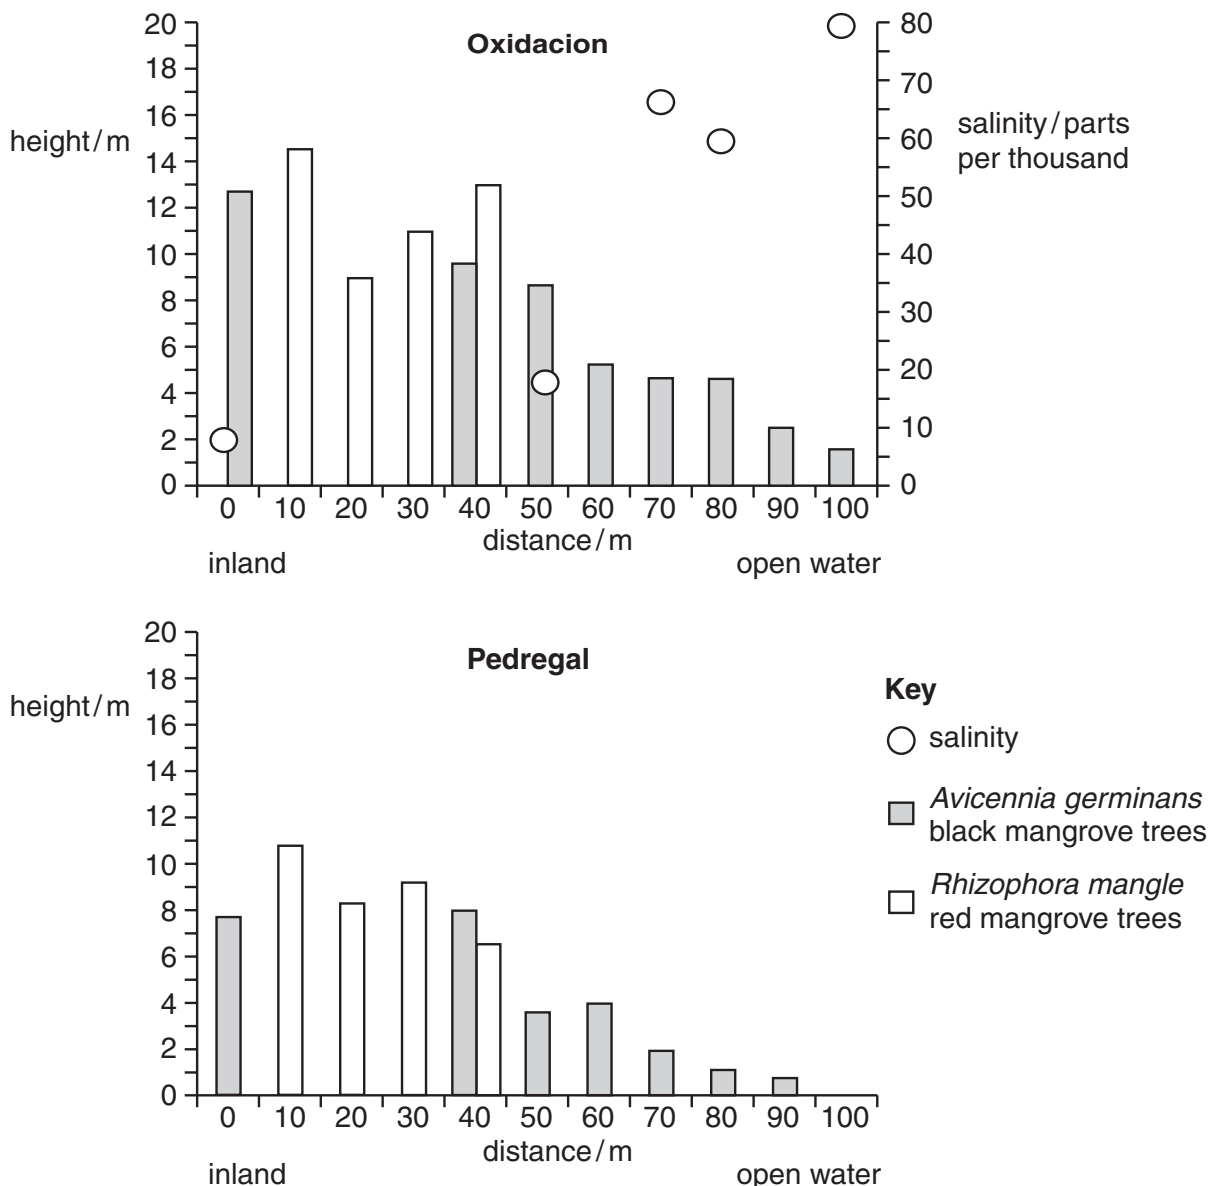 Oxidacion
height/m
20
18
16
14
12
10
8
6
4
2
0
80
70
60
50
40
30
20
10
0
salinity/parts
per thousand
0 10 20 30 40 50 60 70 80 90 100
distance/m
inland open water
Pedregal
height/m
20
18
16
14
12
10
8
6
4
2
0
0 10 20 30 40 50 60 70 80 90 100
distance/m
inland open water
Key
salinity
Avicennia germinans
black mangrove trees
Rhizophora mangle
red mangrove trees